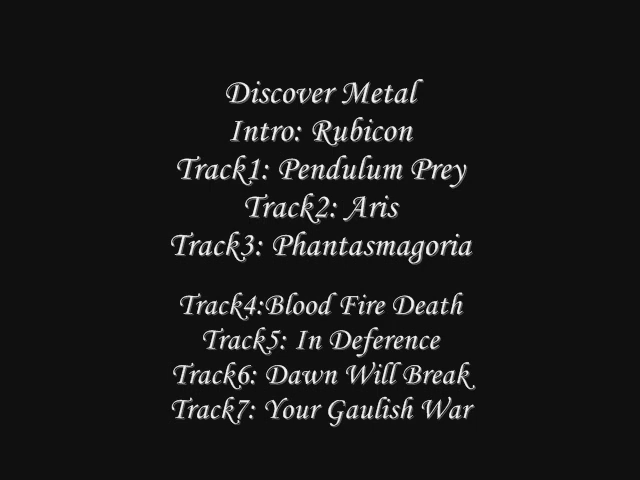 Discover Metal
Intro: Rubicon
Track1: Pendulum Prey
Track2: Aris
Track3: Phantasmagoria
Track4:Blood Fire Death
Track5: In Deference
Track6: Dawn Will Break
Track7: Your Gaulish War